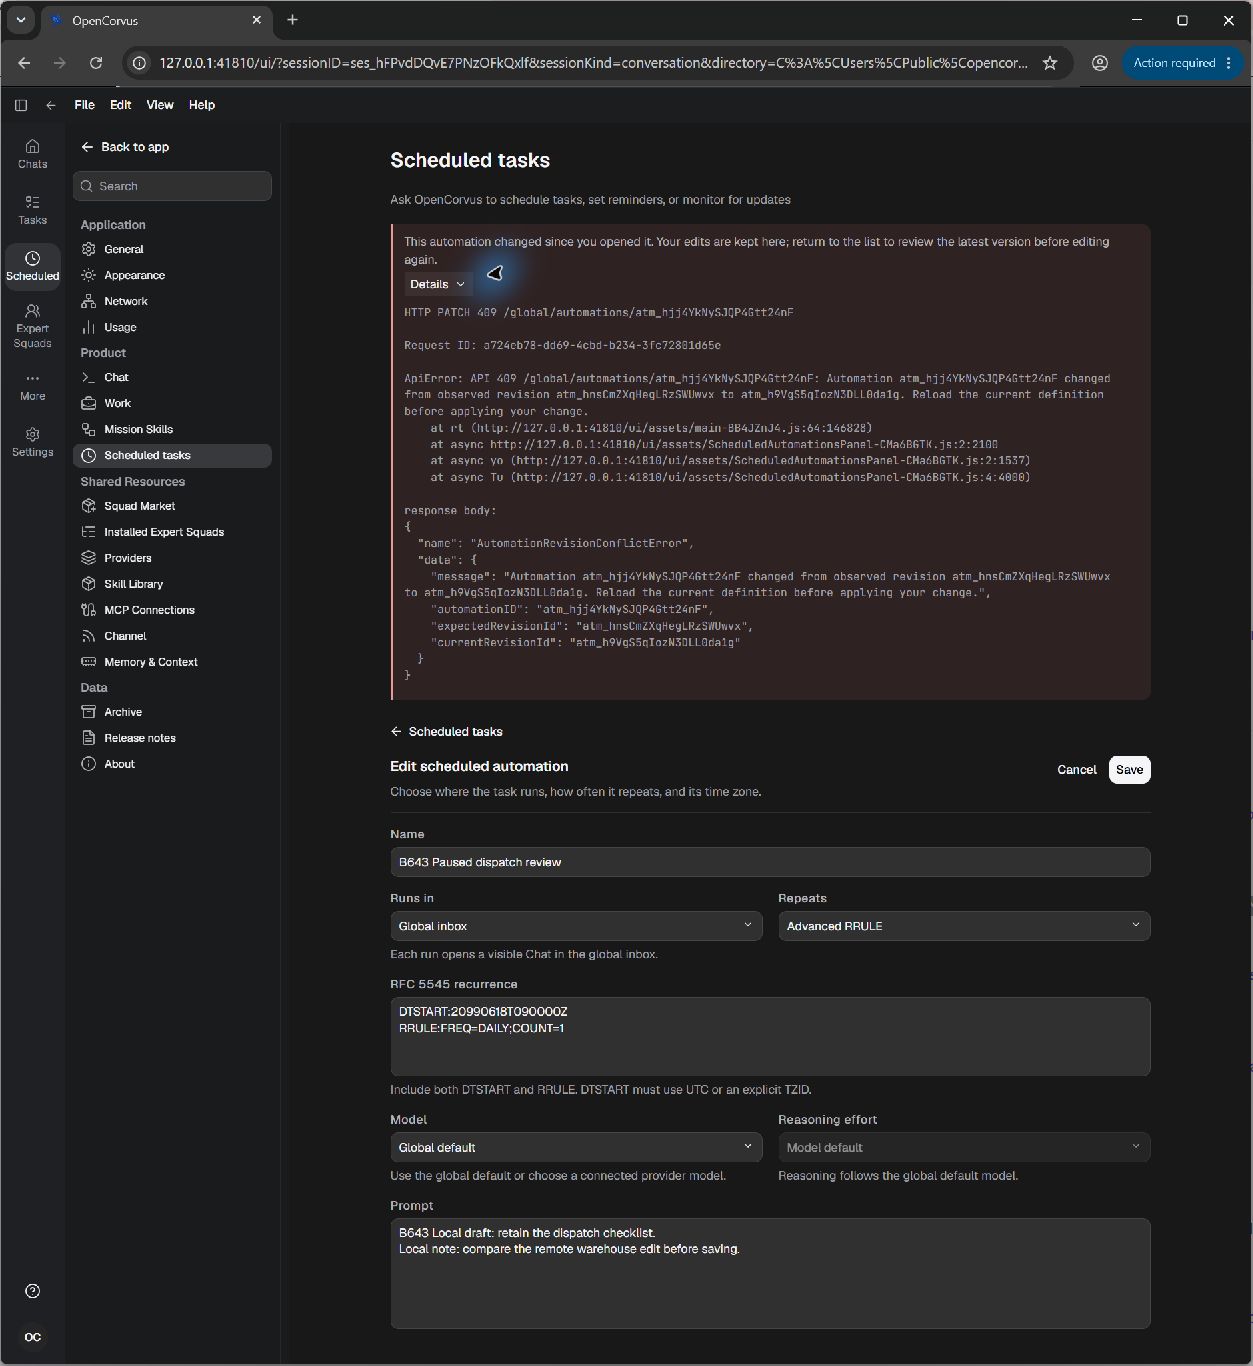 OpenCorvus
127.0.0.1:41810/ui/?sessionID=ses_hFPvdDQvE7PNzOFkQxlf&sessionKind=conversation&directory=C%3A%5CUsers%5CPublic%5Copencor...
Action required
File Edit View Help
Chats
Tasks
Scheduled
Expert
Squads
More
Settings
OC
Back to app
Search
Application
General
Appearance
Network
Usage
Product
Chat
Work
Mission Skills
Scheduled tasks
Shared Resources
Squad Market
Installed Expert Squads
Providers
Skill Library
MCP Connections
Channel
Memory & Context
Data
Archive
Release notes
About
Scheduled tasks
Ask OpenCorvus to schedule tasks, set reminders, or monitor for updates
This automation changed since you opened it. Your edits are kept here; return to the list to review the latest version before editing
again.
Details
HTTP PATCH 409 /global/automations/atm_hjj4YkNySJQP4Gtt24nF
Request ID: a724eb78-dd69-4cbd-b234-3fc72801d65e
ApiError: API 409 /global/automations/atm_hjj4YkNySJQP4Gtt24nF: Automation atm_hjj4YkNySJQP4Gtt24nF changed
from observed revision atm_hnsCmZXqHegLRzSWUwvx to atm_h9VgS5qIozN3DLL0da1g. Reload the current definition
before applying your change.
at rt (http://127.0.0.1:41810/ui/assets/main-BB4JZnJ4.js:64:146828)
at async http://127.0.0.1:41810/ui/assets/ScheduledAutomationsPanel-CMa6BGTK.js:2:2100
at async yo (http://127.0.0.1:41810/ui/assets/ScheduledAutomationsPanel-CMa6BGTK.js:2:1537)
at async Tu (http://127.0.0.1:41810/ui/assets/ScheduledAutomationsPanel-CMa6BGTK.js:4:4000)
response body:
{
"name": "AutomationRevisionConflictError",
"data": {
"message": "Automation atm_hjj4YkNySJQP4Gtt24nF changed from observed revision atm_hnsCmZXqHegLRzSWUwvx
to atm_h9VgS5qIozN3DLL0da1g. Reload the current definition before applying your change.",
"automationID": "atm_hjj4YkNySJQP4Gtt24nF",
"expectedRevisionId": "atm_hnsCmZXqHegLRzSWUwvx",
"currentRevisionId": "atm_h9VgS5qIozN3DLL0da1g"
}
}
Scheduled tasks
Edit scheduled automation
Cancel Save
Choose where the task runs, how often it repeats, and its time zone.
Name
B643 Paused dispatch review
Runs in Repeats
Global inbox Advanced RRULE
Each run opens a visible Chat in the global inbox.
RFC 5545 recurrence
DTSTART:20990618T090000Z
RRULE:FREQ=DAILY;COUNT=1
Include both DTSTART and RRULE. DTSTART must use UTC or an explicit TZID.
Model Reasoning effort
Global default Model default
Use the global default or choose a connected provider model. Reasoning follows the global default model.
Prompt
B643 Local draft: retain the dispatch checklist.
Local note: compare the remote warehouse edit before saving.